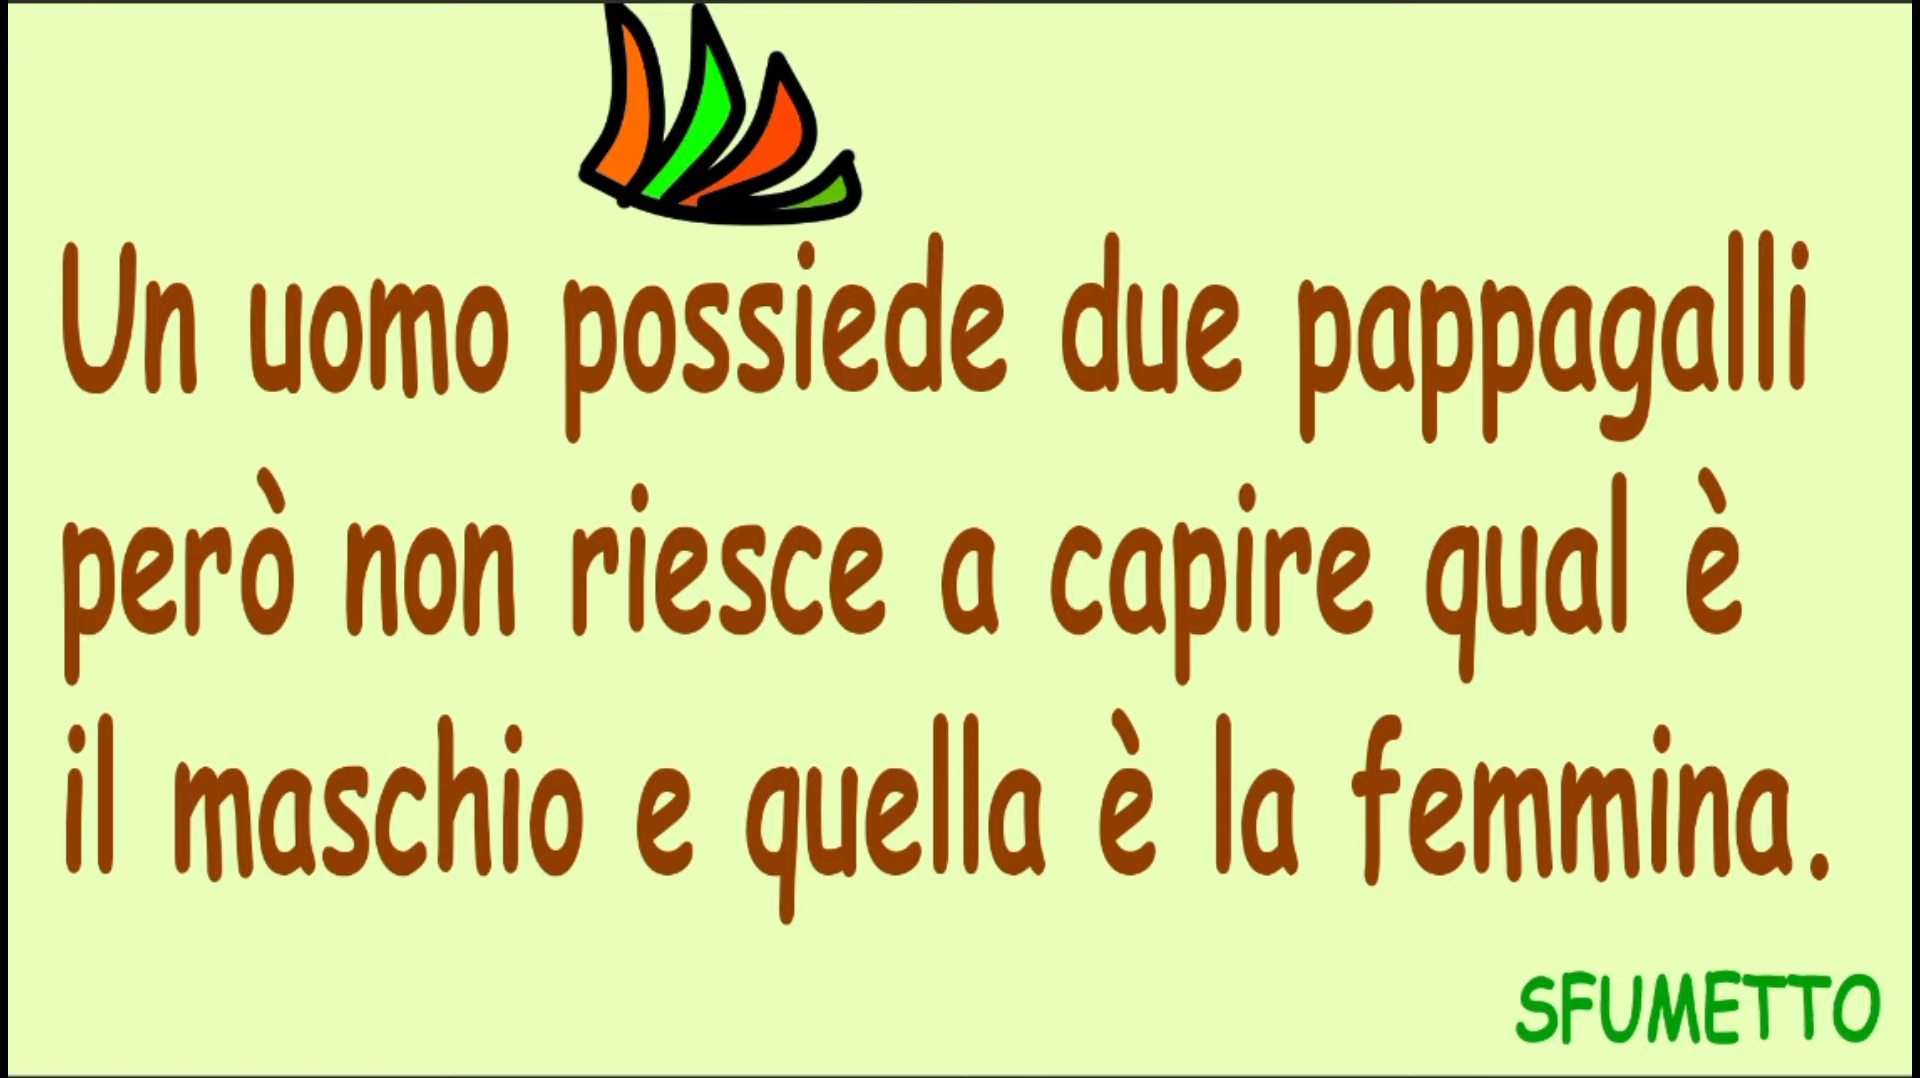 Un uomo possiede due pappagalli
però non riesce a capire qual è
il maschio e quella è la femmina.
SFUMETTO